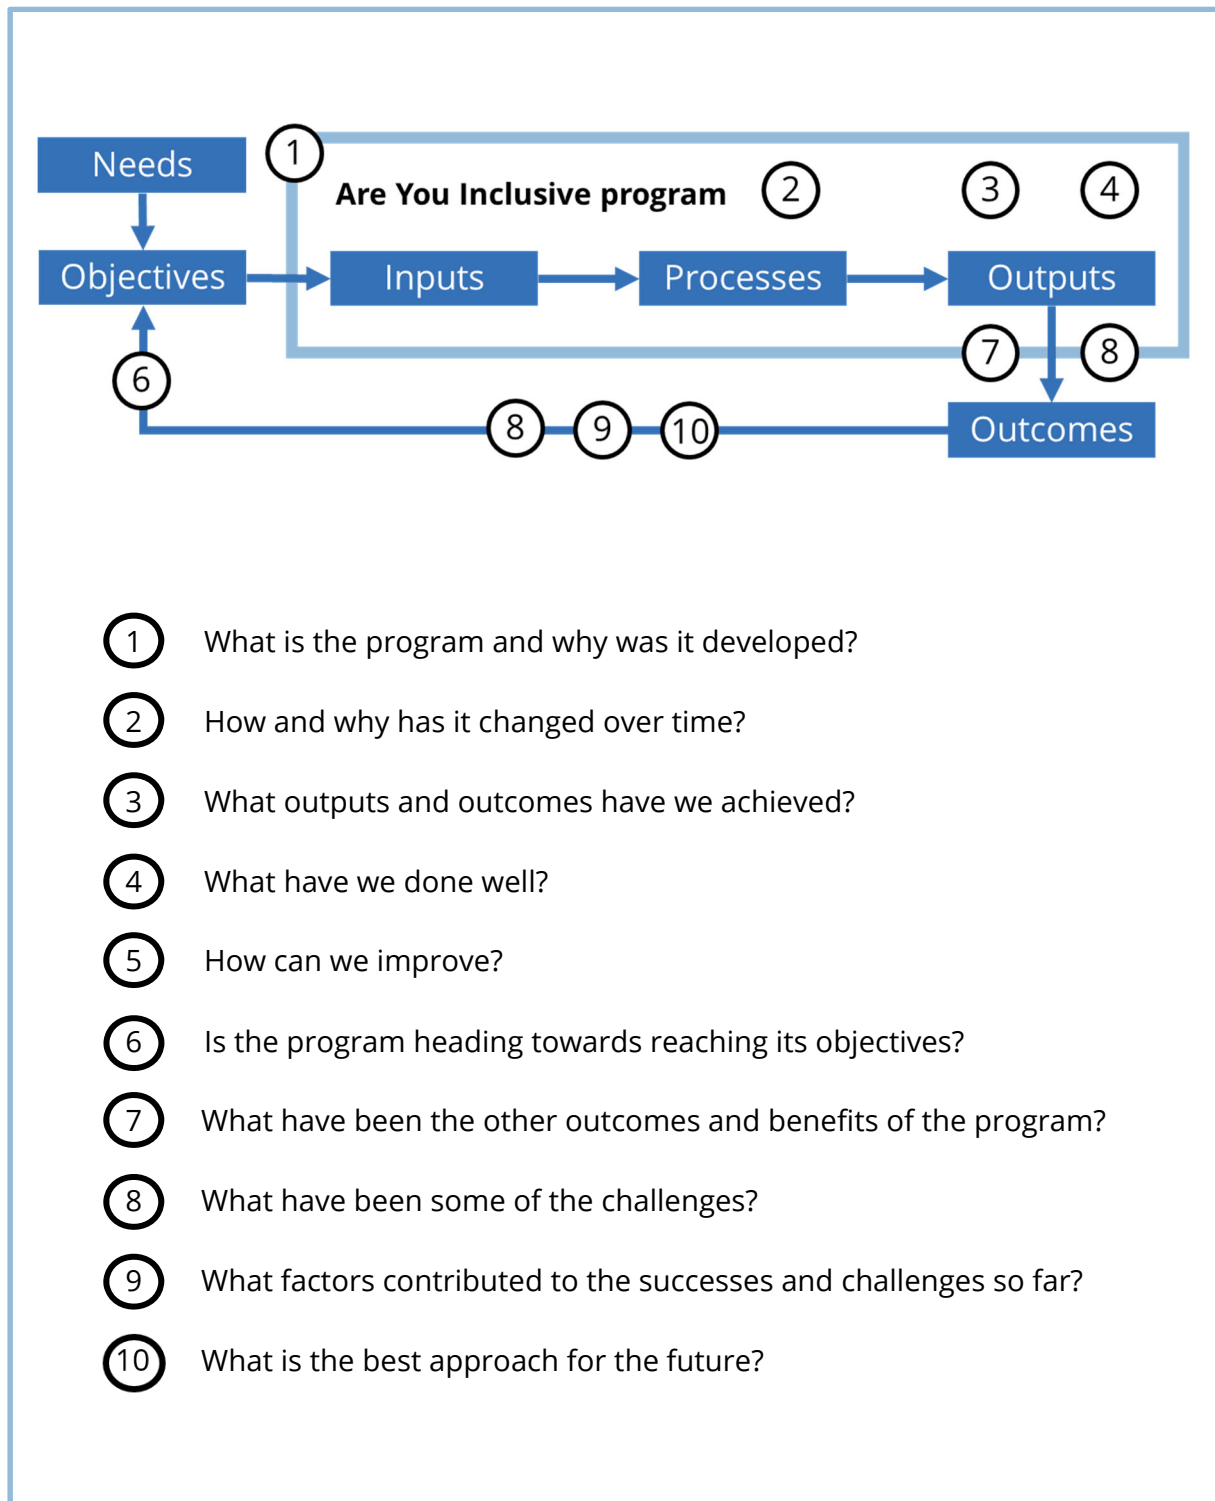 Needs
1
Are You Inclusive program
2
3
4
Objectives
Inputs
Processes
Outputs
6
7
8
8
9
10
Outcomes
1 What is the program and why was it developed?
2 How and why has it changed over time?
3 What outputs and outcomes have we achieved?
4 What have we done well?
5 How can we improve?
6 Is the program heading towards reaching its objectives?
7 What have been the other outcomes and benefits of the program?
8 What have been some of the challenges?
9 What factors contributed to the successes and challenges so far?
10 What is the best approach for the future?